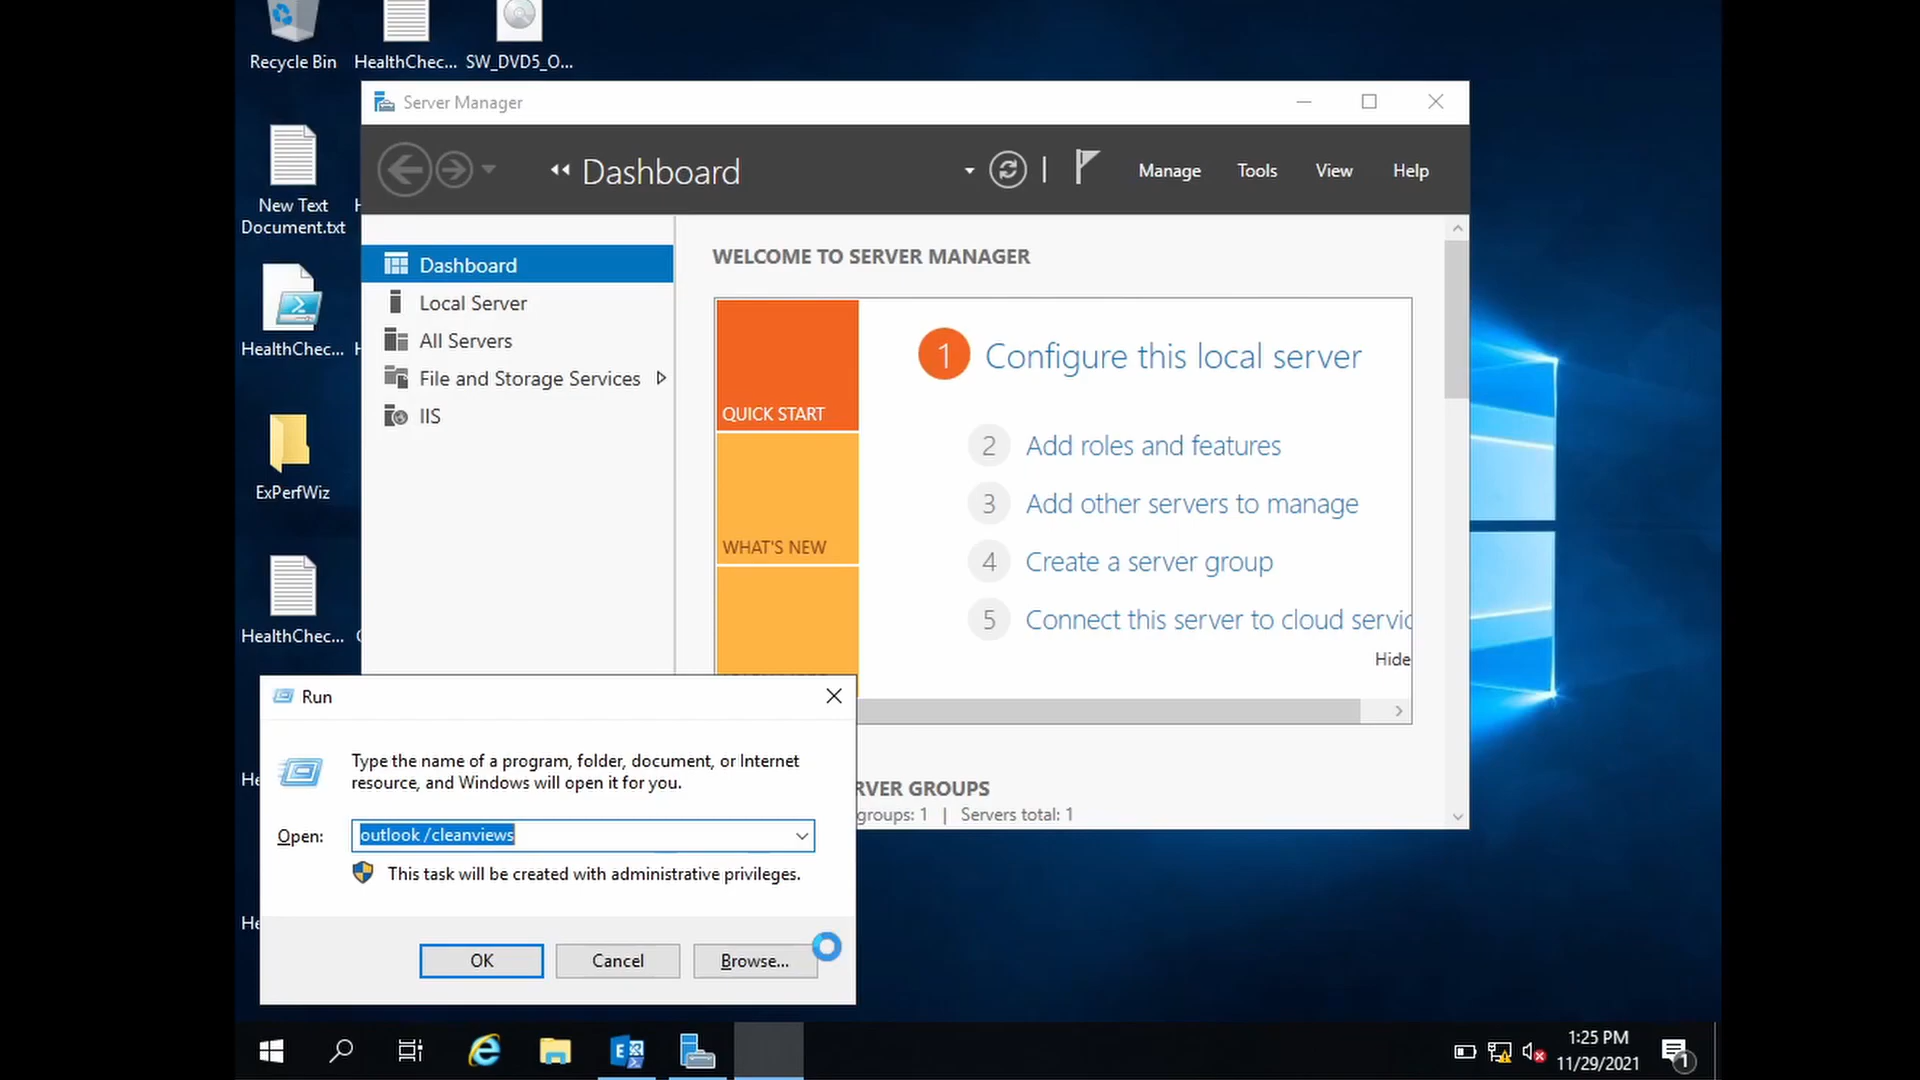 Recycle Bin
HealthChec...
SW_DVD5_O...
Server Manager
Dashboard
Manage
Tools
View
Help
New Text
Document.txt
HealthChec...
ExPerfWiz
HealthChec...
Dashboard
Local Server
All Servers
File and Storage Services
IIS
WELCOME TO SERVER MANAGER
QUICK START
WHAT'S NEW
1 Configure this local server
2 Add roles and features
3 Add other servers to manage
4 Create a server group
5 Connect this server to cloud servic
Hide
RVER GROUPS
groups: 1 | Servers total: 1
He
He
Run
Type the name of a program, folder, document, or Internet
resource, and Windows will open it for you.
Open: outlook /cleanviews
This task will be created with administrative privileges.
OK
Cancel
Browse...
1:25 PM
11/29/2021
1